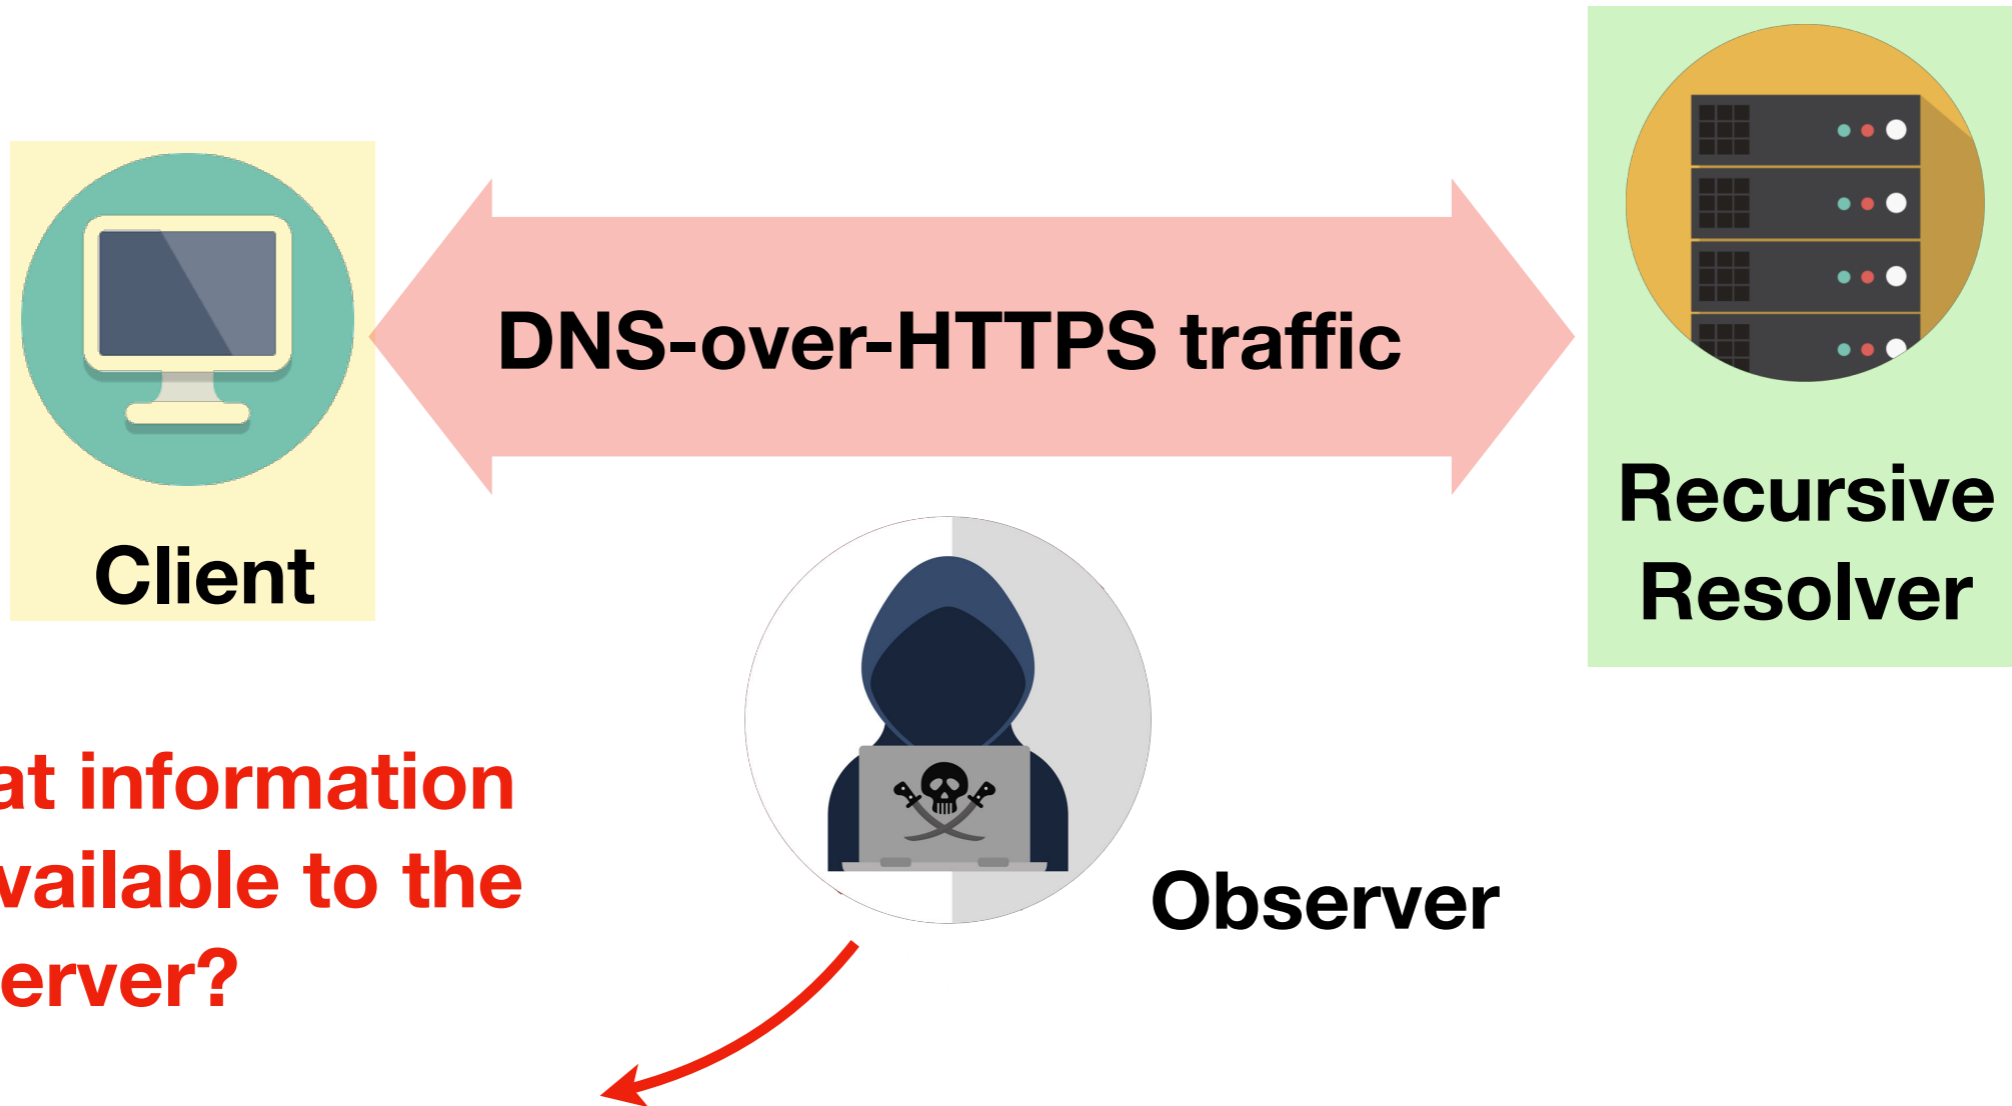 DNS-over-HTTPS traffic
Client
Recursive
Resolver
Observer
at information
vailable to the
erver?